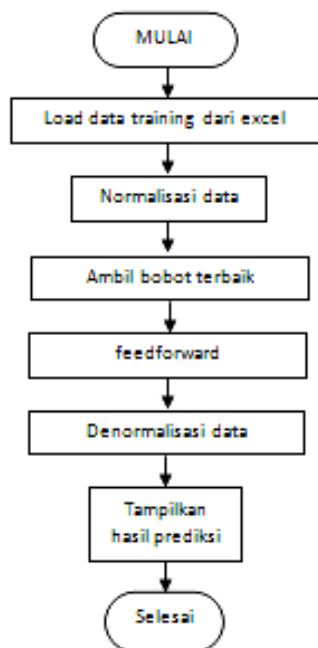 MULAI
Load data training dari excel
Normalisasi data
Ambil bobot terbaik
feedforward
Denormalisasi data
Tampilkan
hasil prediksi
Selesai